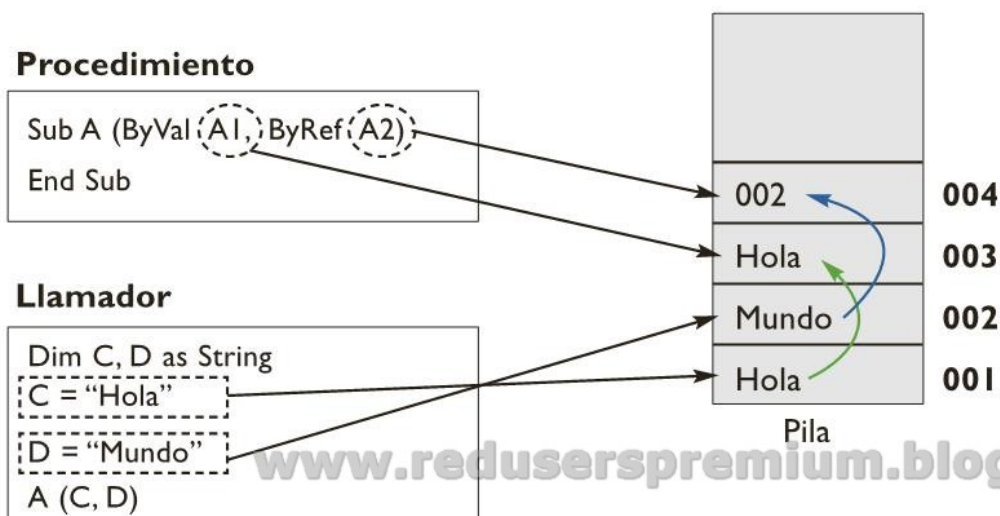 Procedimiento
Sub A (ByVal A1, ByRef A2)
End Sub
Llamador
Dim C, D as String
C = “Hola”
D = “Mundo”
A (C, D)
002 004
Hola 003
Mundo 002
Hola 001
Pila
www.reduserspremium.blog